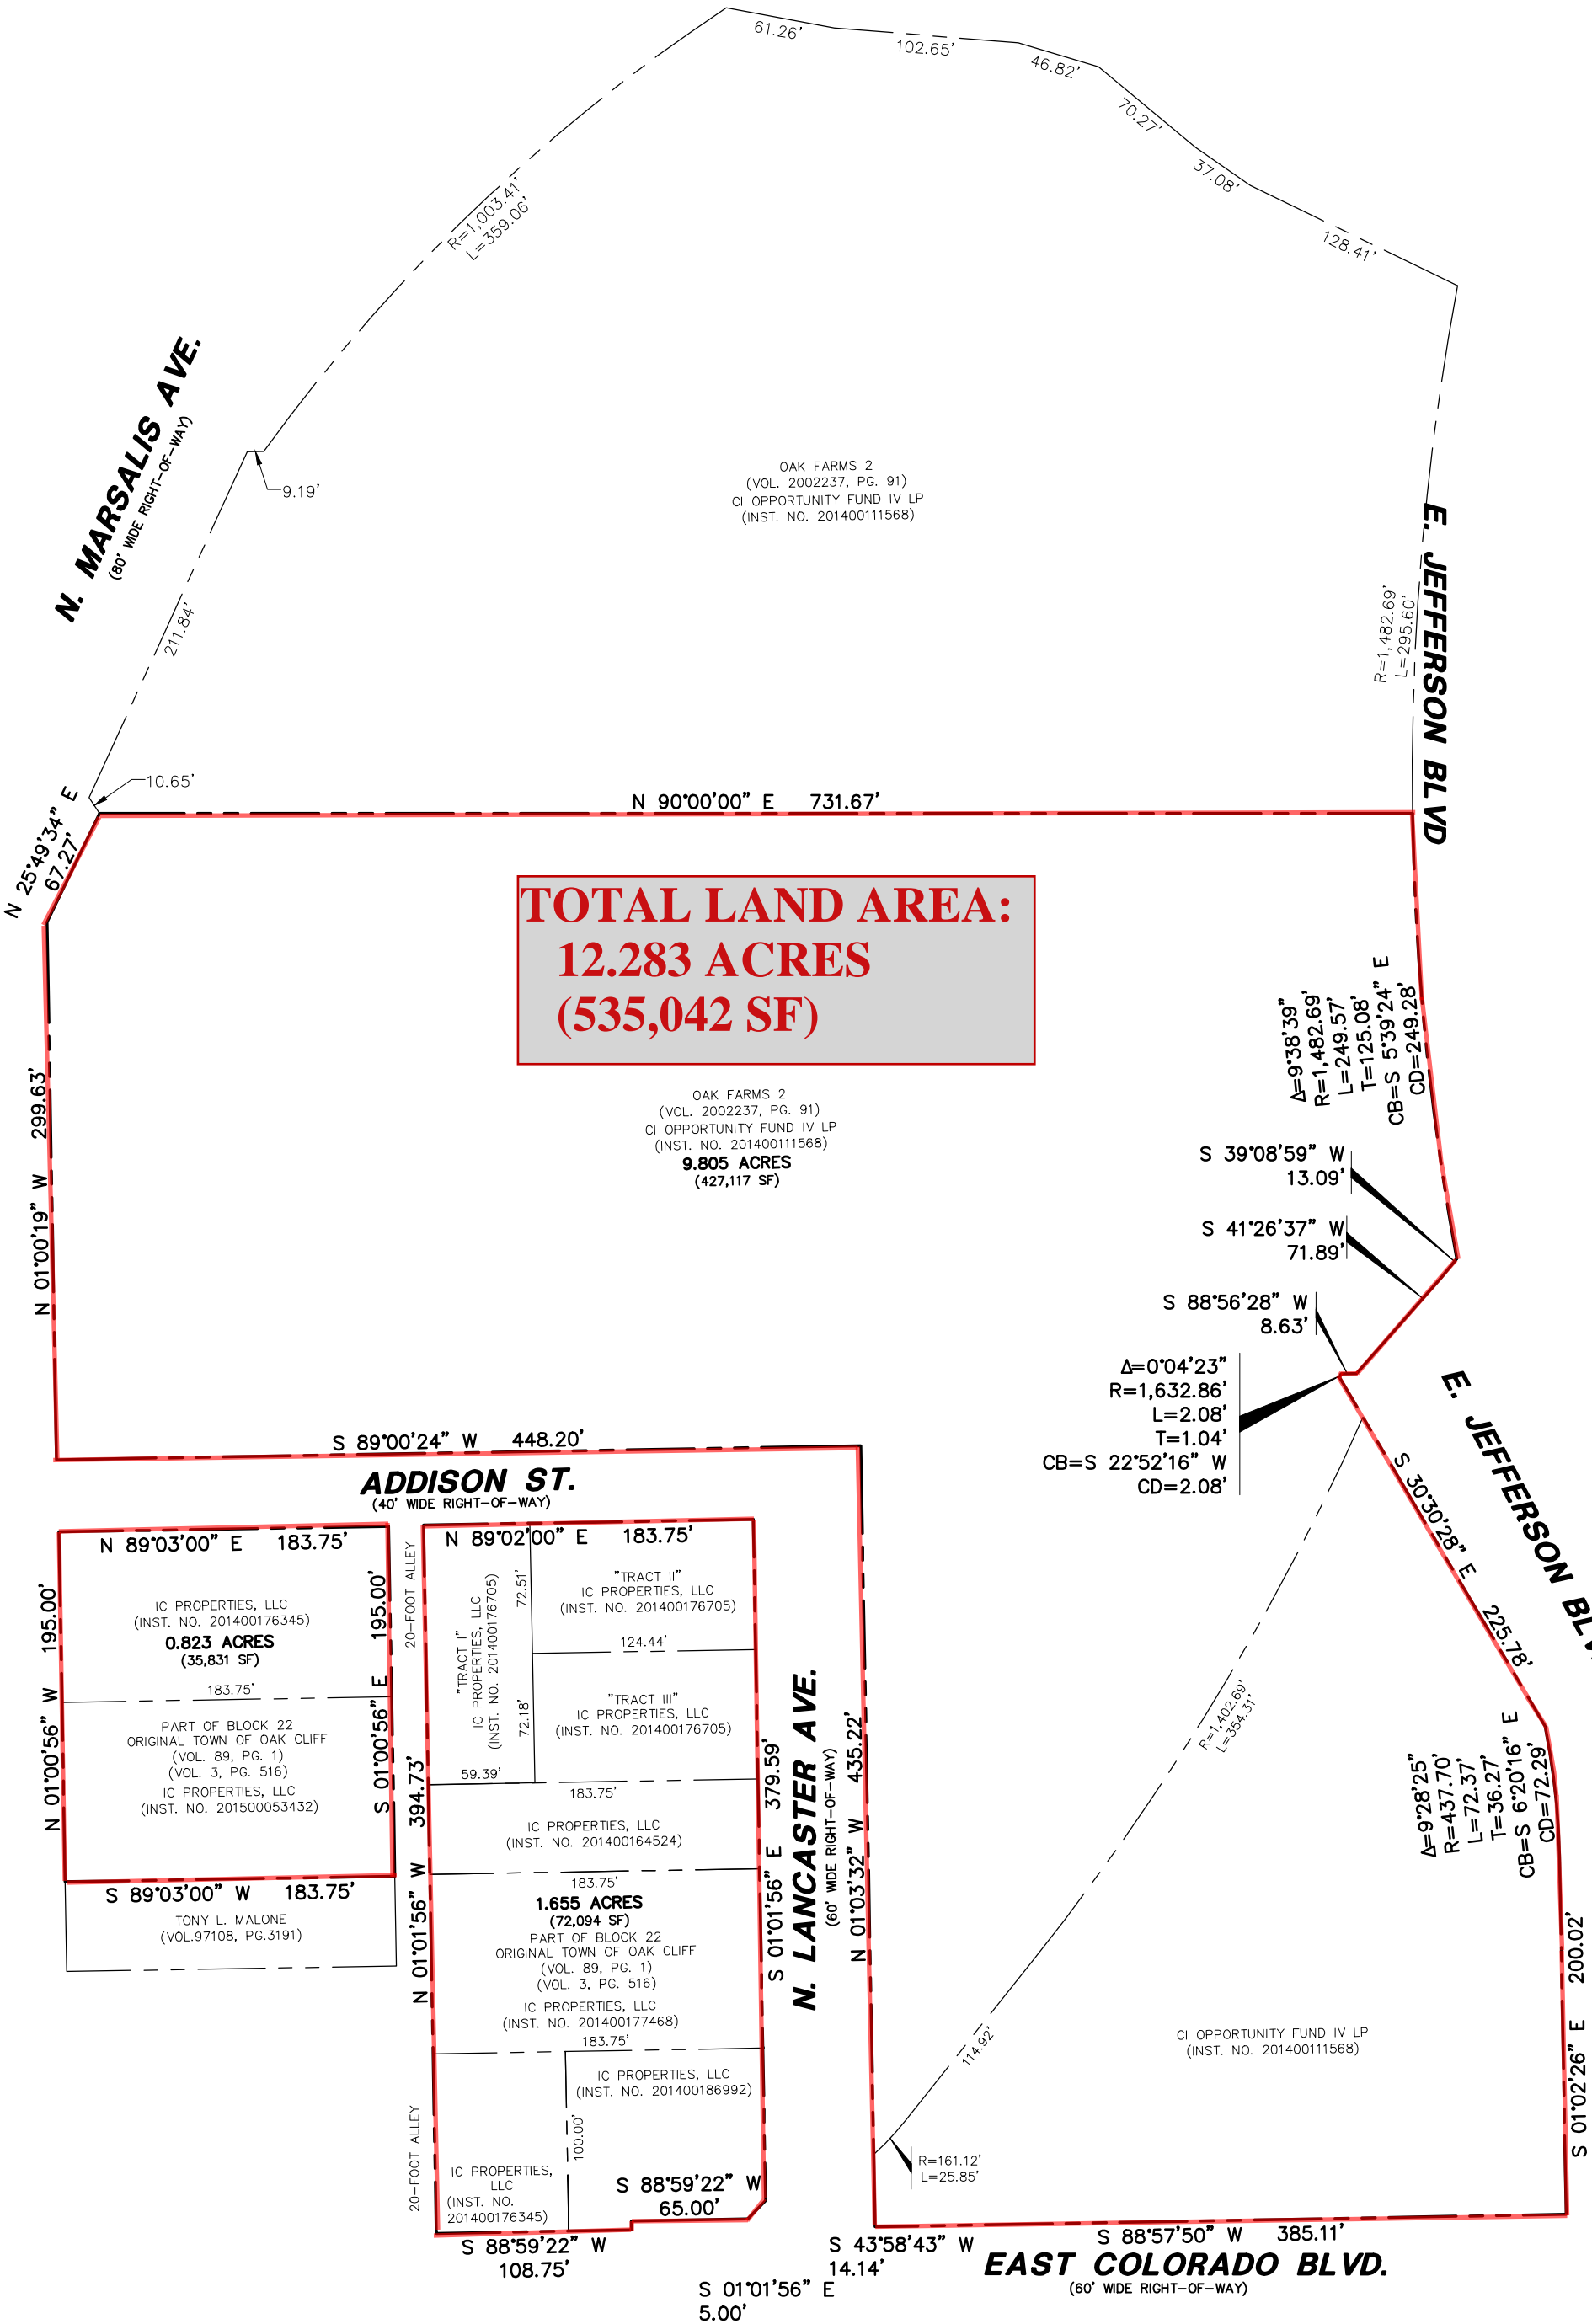 61.26'
102.65'
46.82'
70.27'
37.08'
128.41'
R=1,003.41'
L=359.06'
N. MARSALIS AVE.
(80' WIDE RIGHT-OF-WAY)
9.19'
211.84'
10.65'
OAK FARMS 2
(VOL. 2002237, PG. 91)
CI OPPORTUNITY FUND IV LP
(INST. NO. 201400111568)
E. JEFFERSON BLVD
R=1,482.69'
L=295.60'
N 25°49'34" E
67.27'
N 90°00'00" E 731.67'
TOTAL LAND AREA:
12.283 ACRES
(535,042 SF)
OAK FARMS 2
(VOL. 2002237, PG. 91)
CI OPPORTUNITY FUND IV LP
(INST. NO. 201400111568)
9.805 ACRES
(427,117 SF)
N 01°00'19" W 299.63'
Δ=9°38'39"
R=1,482.69'
L=249.57'
T=125.08'
CB=S 5°39'24" E
CD=249.28'
S 39°08'59" W
13.09'
S 41°26'37" W
71.89'
S 88°56'28" W
8.63'
Δ=0°04'23"
R=1,632.86'
L=2.08'
T=1.04'
CB=S 22°52'16" W
CD=2.08'
E. JEFFERSON BLV
S 30°30'28" E 225.78'
S 89°00'24" W 448.20'
ADDISON ST.
(40' WIDE RIGHT-OF-WAY)
N 89°03'00" E 183.75'
N 01°00'56" W 195.00'
S 01°00'56" E 195.00'
IC PROPERTIES, LLC
(INST. NO. 201400176345)
0.823 ACRES
(35,831 SF)
183.75'
PART OF BLOCK 22
ORIGINAL TOWN OF OAK CLIFF
(VOL. 89, PG. 1)
(VOL. 3, PG. 516)
IC PROPERTIES, LLC
(INST. NO. 201500053432)
S 89°03'00" W 183.75'
TONY L. MALONE
(VOL.97108, PG.3191)
20-FOOT ALLEY
N 01°01'56" W 394.73'
20-FOOT ALLEY
N 89°02'00" E 183.75'
"TRACT I"
IC PROPERTIES, LLC
(INST. NO. 201400176705)
72.51'
72.18'
59.39'
"TRACT II"
IC PROPERTIES, LLC
(INST. NO. 201400176705)
124.44'
"TRACT III"
IC PROPERTIES, LLC
(INST. NO. 201400176705)
183.75'
IC PROPERTIES, LLC
(INST. NO. 201400164524)
183.75'
1.655 ACRES
(72,094 SF)
PART OF BLOCK 22
ORIGINAL TOWN OF OAK CLIFF
(VOL. 89, PG. 1)
(VOL. 3, PG. 516)
IC PROPERTIES, LLC
(INST. NO. 201400177468)
183.75'
IC PROPERTIES, LLC
(INST. NO. 201400186992)
100.00'
IC PROPERTIES,
LLC
(INST. NO.
201400176345)
S 88°59'22" W
65.00'
S 88°59'22" W
108.75'
S 01°01'56" E
5.00'
S 43°58'43" W
14.14'
S 01°01'56" E 379.59'
N. LANCASTER AVE.
(60' WIDE RIGHT-OF-WAY)
N 01°03'32" W 435.22'
R=1,402.69'
L=354.31'
114.92'
R=161.12'
L=25.85'
Δ=9°28'25"
R=437.70'
L=72.37'
T=36.27'
CB=S 6°20'16" E
CD=72.29'
CI OPPORTUNITY FUND IV LP
(INST. NO. 201400111568)
S 01°02'26" E 200.02'
S 88°57'50" W 385.11'
EAST COLORADO BLVD.
(60' WIDE RIGHT-OF-WAY)